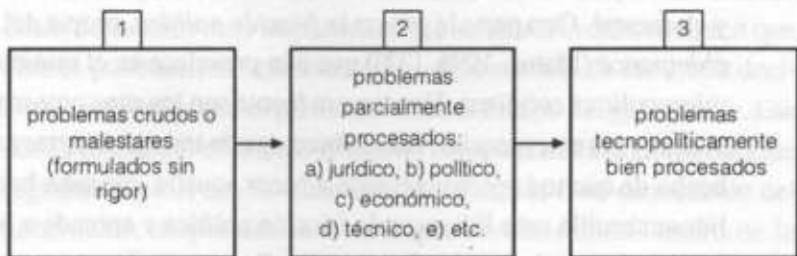 1
problemas crudos o
malestares
(formulados sin
rigor)
2
problemas
parcialmente
procesados:
a) jurídico, b) político,
c) económico,
d) técnico, e) etc.
3
problemas
tecnopolíticamente
bien procesados